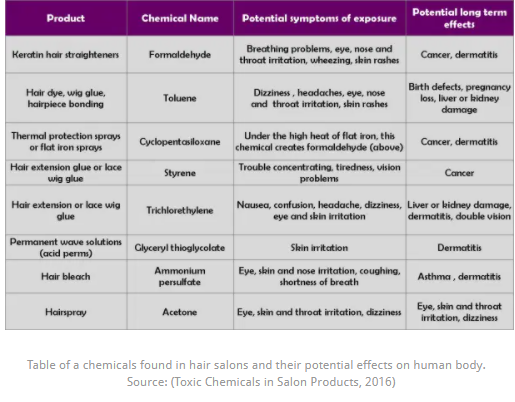 Product
Chemical Name
Potential symptoms of exposure
Potential long term
effects
Keratin hair straighteners
Formaldehyde
Breathing problems, eye, nose and
throat irritation, wheezing, skin rashes
Cancer, dermatitis
Hair dye, wig glue,
hairpiece bonding
Toluene
Dizziness , headaches, eye, nose
and throat irritation, skin rashes
Birth defects, pregnancy
loss, liver or kidney
damage
Thermal protection sprays
or flat iron sprays
Cyclopentasiloxane
Under the high heat of flat iron, this
chemical creates formaldehyde (above)
Cancer, dermatitis
Hair extension glue or lace
wig glue
Styrene
Trouble concentrating, tiredness, vision
problems
Cancer
Hair extension or lace wig
glue
Trichlorethylene
Nausea, confusion, headache, dizziness,
eye and skin irritation
Liver or kidney damage,
dermatitis, double vision
Permanent wave solutions
(acid perms)
Glyceryl thioglycolate
Skin irritation
Dermatitis
Hair bleach
Ammonium
persulfate
Eye, skin and nose irritation, coughing,
shortness of breath
Asthma , dermatitis
Hairspray
Acetone
Eye, skin and throat irritation, dizziness
Eye, skin and throat
irritation, dizziness
Table of a chemicals found in hair salons and their potential effects on human body.
Source: (Toxic Chemicals in Salon Products, 2016)